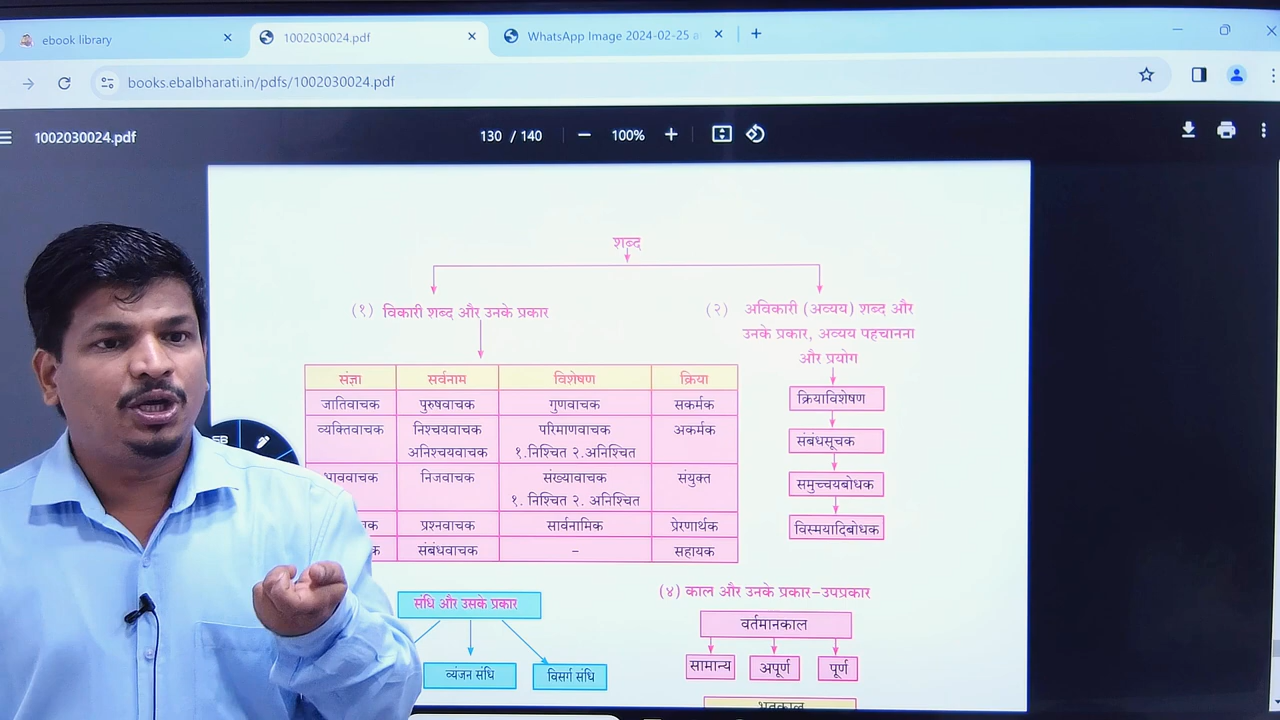 ebook library
1002030024.pdf
WhatsApp Image 2024-02-25 a
books.ebalbharati.in/pdfs/1002030024.pdf
1002030024.pdf
130 / 140
100%
शब्द
(१) विकारी शब्द और उनके प्रकार
(२) अविकारी (अव्यय) शब्द और
उनके प्रकार, अव्यय पहचानना
और प्रयोग
संज्ञा सर्वनाम विशेषण क्रिया
जातिवाचक पुरुषवाचक गुणवाचक सकर्मक
व्यक्तिवाचक निश्चयवाचक परिमाणवाचक अकर्मक
अनिश्चयवाचक १.निश्चित २.अनिश्चित
भाववाचक निजवाचक संख्यावाचक संयुक्त
१. निश्चित २. अनिश्चित
प्रश्नवाचक सार्वनामिक प्रेरणार्थक
संबंधवाचक – सहायक
क्रियाविशेषण
संबंधसूचक
समुच्चयबोधक
विस्मयादिबोधक
संधि और उसके प्रकार
व्यंजन संधि
विसर्ग संधि
(४) काल और उनके प्रकार-उपप्रकार
वर्तमानकाल
सामान्य अपूर्ण पूर्ण
भूतकाल